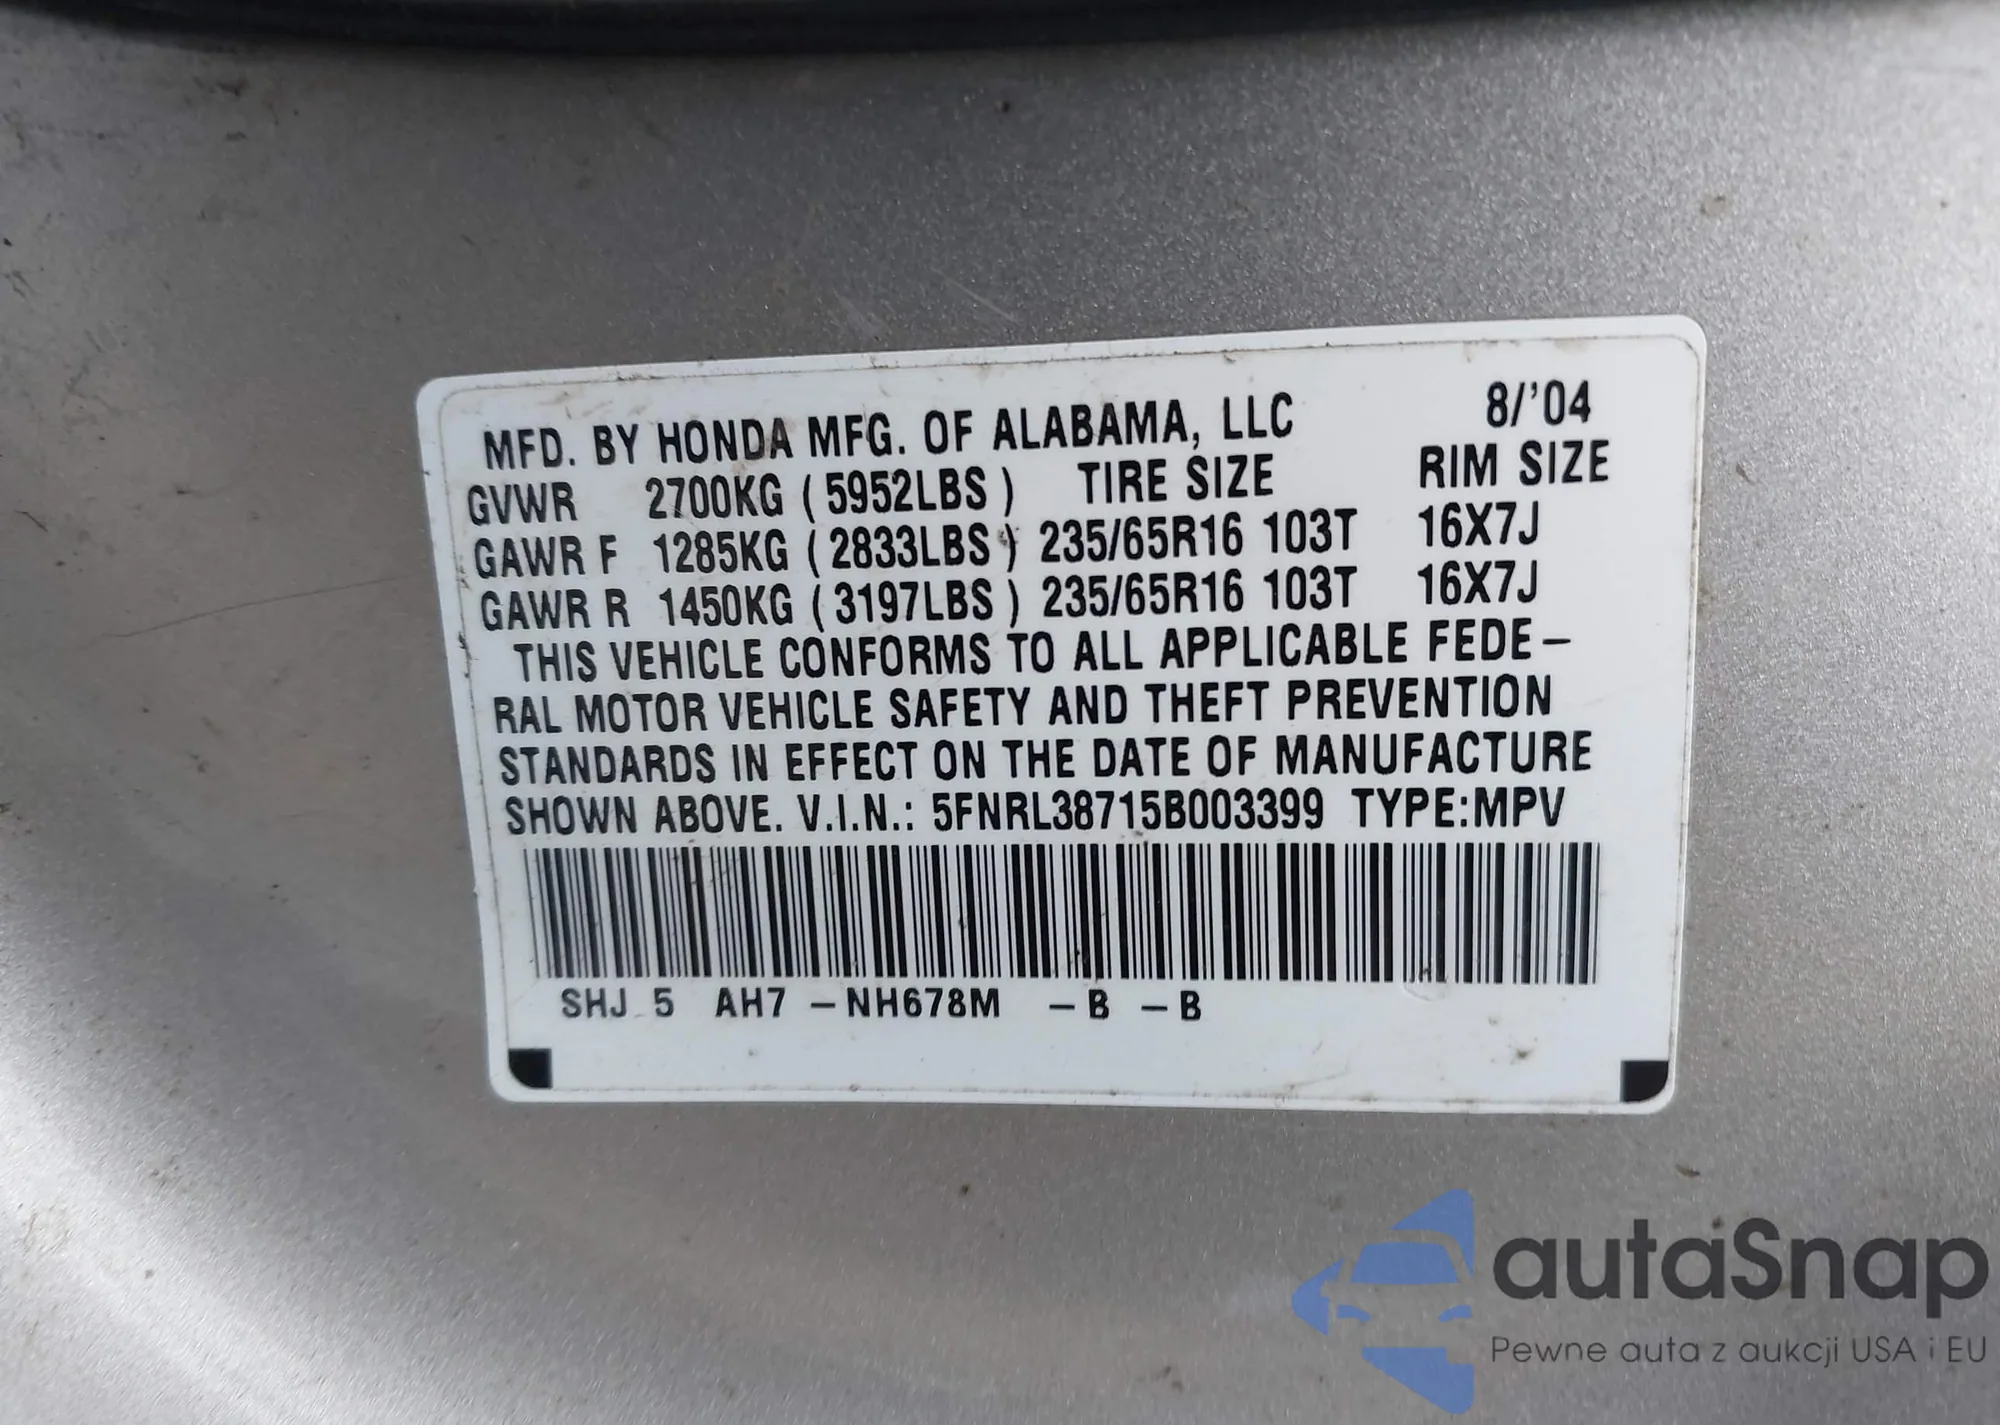 MFD. BY HONDA MFG. OF ALABAMA, LLC 8/'04
GVWR 2700KG ( 5952LBS ) TIRE SIZE RIM SIZE
GAWR F 1285KG ( 2833LBS ) 235/65R16 103T 16X7J
GAWR R 1450KG ( 3197LBS ) 235/65R16 103T 16X7J
THIS VEHICLE CONFORMS TO ALL APPLICABLE FEDE–
RAL MOTOR VEHICLE SAFETY AND THEFT PREVENTION
STANDARDS IN EFFECT ON THE DATE OF MANUFACTURE
SHOWN ABOVE. V.I.N.: 5FNRL38715B003399 TYPE:MPV
SHJ 5 AH7 –NH678M –B –B
autaSnap
Pewne auta z aukcji USA i EU